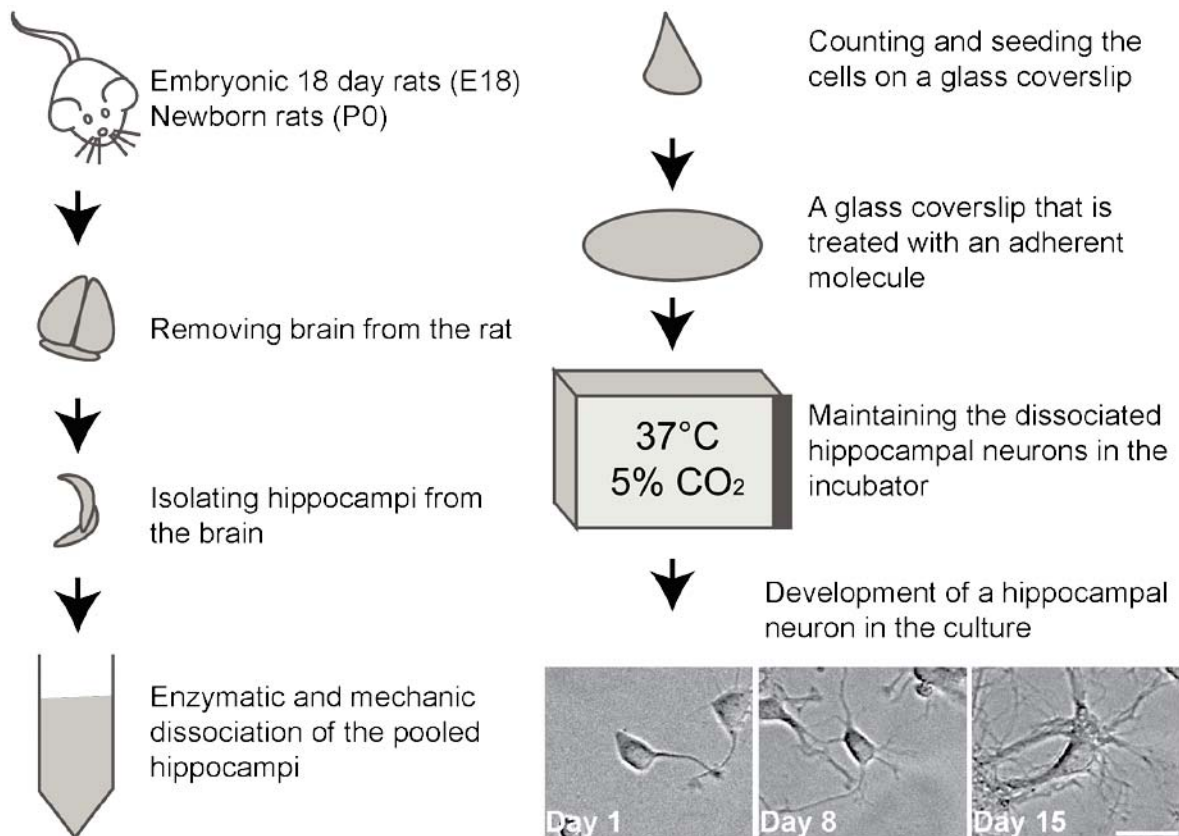 Embryonic 18 day rats (E18)
Newborn rats (P0)
Removing brain from the rat
Isolating hippocampi from
the brain
Enzymatic and mechanic
dissociation of the pooled
hippocampi
Counting and seeding the
cells on a glass coverslip
A glass coverslip that is
treated with an adherent
molecule
37°C
5% CO₂
Maintaining the dissociated
hippocampal neurons in the
incubator
Development of a hippocampal
neuron in the culture
Day 1
Day 8
Day 15